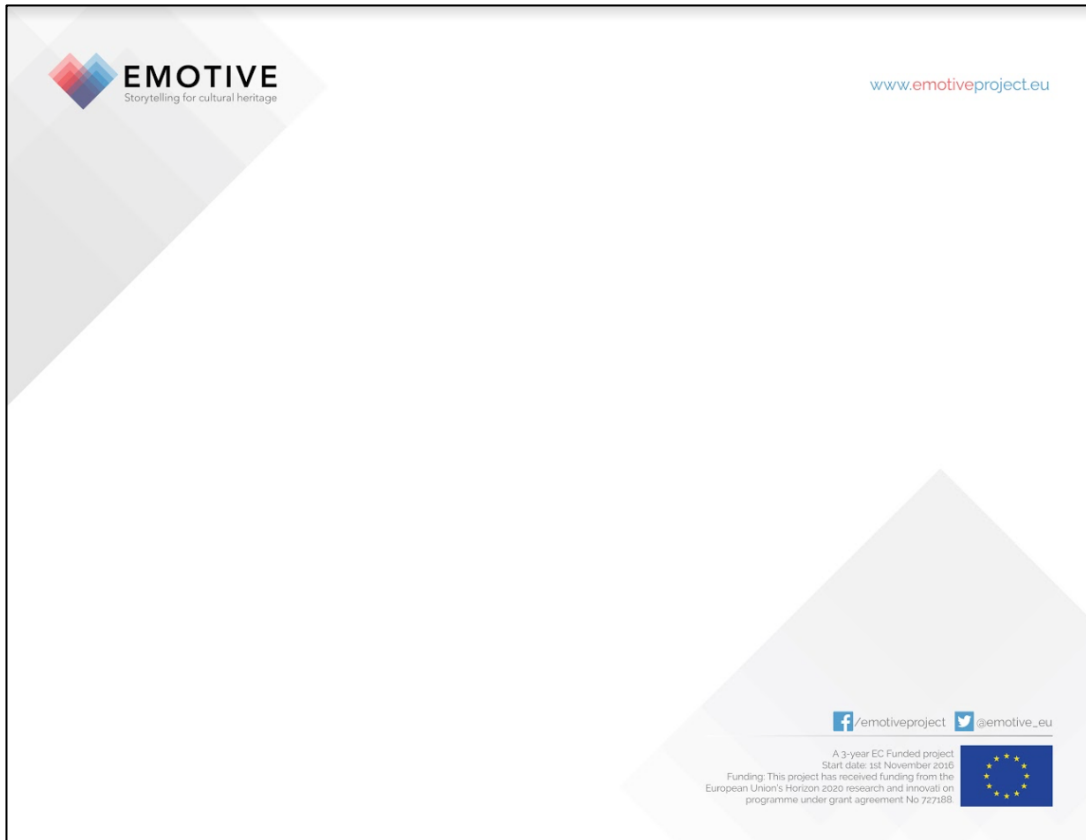 EMOTIVE
Storytelling for cultural heritage
www.emotiveproject.eu
/emotiveproject @emotive_eu
A 3-year EC Funded project
Start date: 1st November 2016
Funding: This project has received funding from the
European Union's Horizon 2020 research and innovati on
programme under grant agreement No 727188.